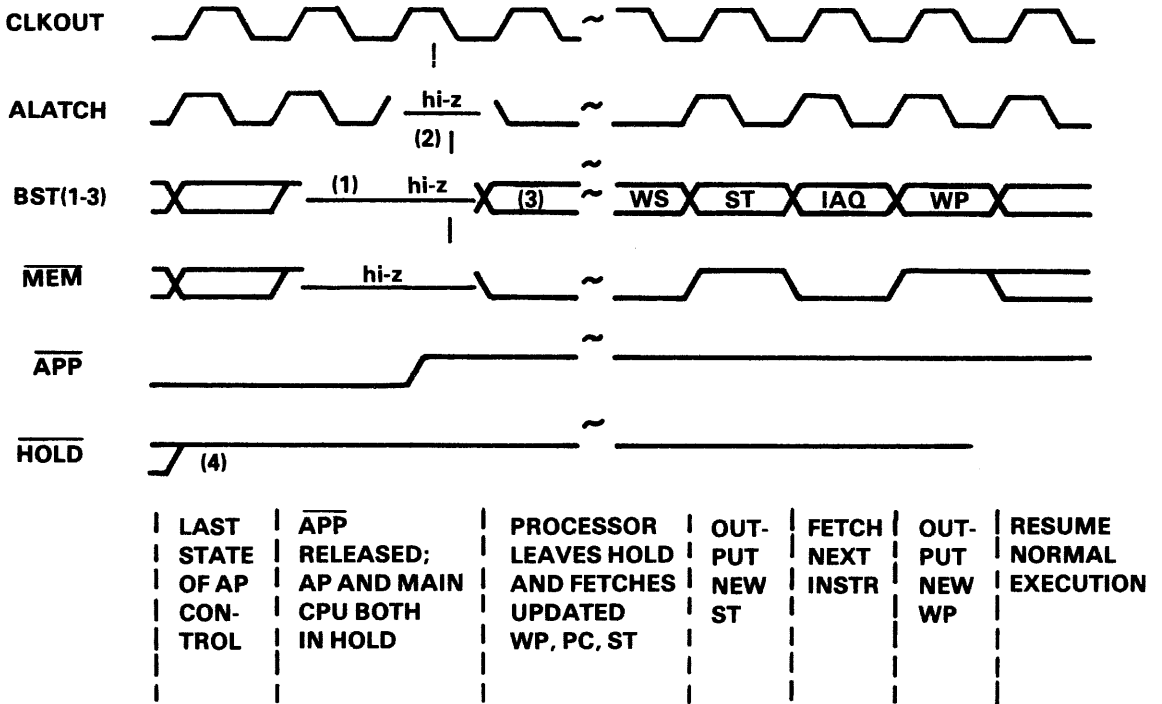 CLKOUT
ALATCH
hi-z
(2)
BST(1-3)
(1)
hi-z
(3)
WS
ST
IAQ
WP
MEM
hi-z
APP
HOLD
(4)
LAST
STATE
OF AP
CON-
TROL
APP
RELEASED;
AP AND MAIN
CPU BOTH
IN HOLD
PROCESSOR
LEAVES HOLD
AND FETCHES
UPDATED
WP, PC, ST
OUT-
PUT
NEW
ST
FETCH
NEXT
INSTR
OUT-
PUT
NEW
WP
RESUME
NORMAL
EXECUTION